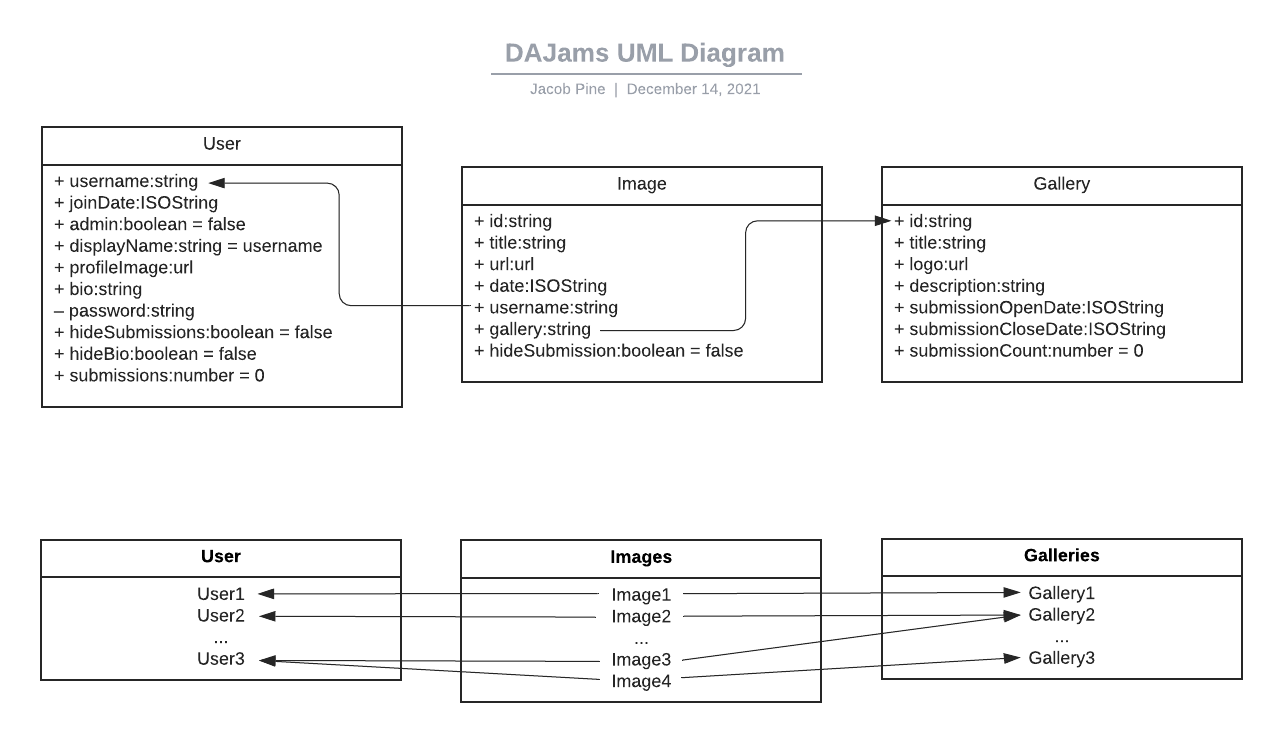 DAJams UML Diagram
Jacob Pine | December 14, 2021
User
+ username:string
+ joinDate:ISOString
+ admin:boolean = false
+ displayName:string = username
+ profileImage:url
+ bio:string
– password:string
+ hideSubmissions:boolean = false
+ hideBio:boolean = false
+ submissions:number = 0
Image
+ id:string
+ title:string
+ url:url
+ date:ISOString
+ username:string
+ gallery:string
+ hideSubmission:boolean = false
Gallery
+ id:string
+ title:string
+ logo:url
+ description:string
+ submissionOpenDate:ISOString
+ submissionCloseDate:ISOString
+ submissionCount:number = 0
User
User1
User2
...
User3
Images
Image1
Image2
...
Image3
Image4
Galleries
Gallery1
Gallery2
...
Gallery3